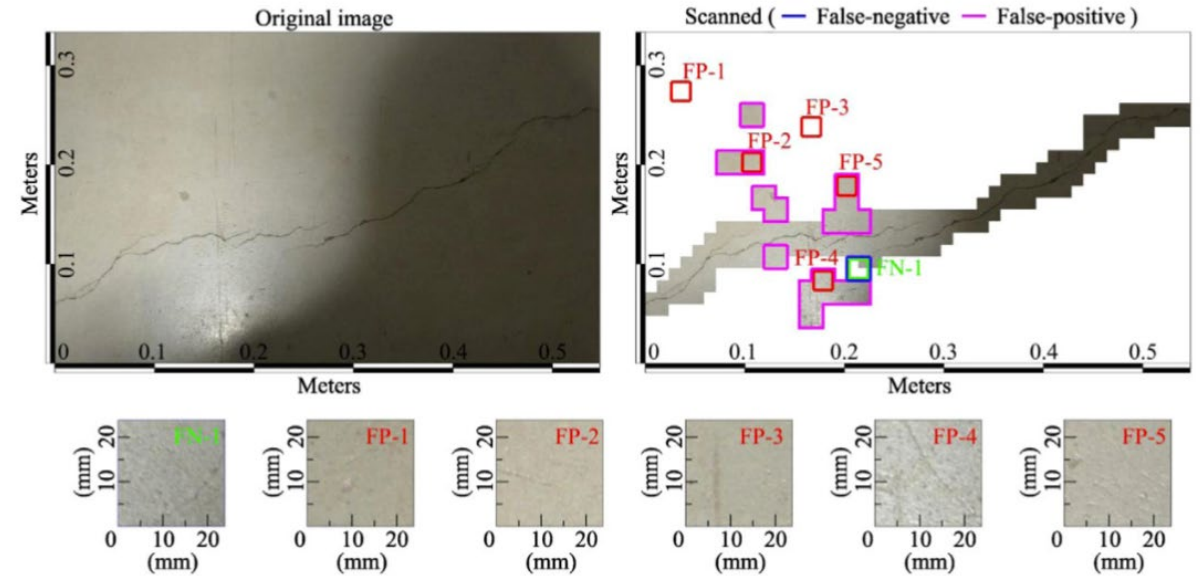 Original image
Scanned ( — False-negative — False-positive )
Meters
0.3
0.2
0.1
0 0.1 0.2 0.3 0.4 0.5
Meters
Meters
0.3
0.2
0.1
FP-1
FP-3
FP-2
FP-5
FP-4
FN-1
0 0.1 0.2 0.3 0.4 0.5
Meters
FN-1
(mm)
20
10
0 10 20
(mm)
FP-1
(mm)
20
10
0 10 20
(mm)
FP-2
(mm)
20
10
0 10 20
(mm)
FP-3
(mm)
20
10
0 10 20
(mm)
FP-4
(mm)
20
10
0 10 20
(mm)
FP-5
(mm)
20
10
0 10 20
(mm)